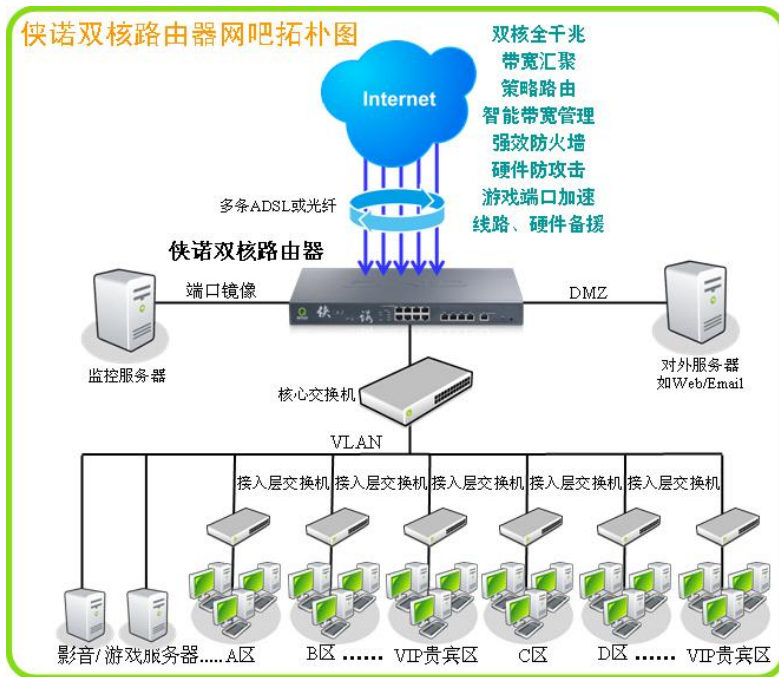 侠诺双核路由器网吧拓扑图
Internet
双核全千兆
带宽汇聚
策略路由
智能带宽管理
强效防火墙
硬件防攻击
游戏端口加速
线路、硬件备援
多条ADSL或光纤
侠诺双核路由器
端口镜像
DMZ
侠
诺
监控服务器
对外服务器
如Web/Email
核心交换机
VLAN
接入层交换机 接入层交换机 接入层交换机 接入层交换机 接入层交换机
影音/ 游戏服务器.....A区 B区 ...... VIP贵宾区 C区 D区 ...... VIP贵宾区